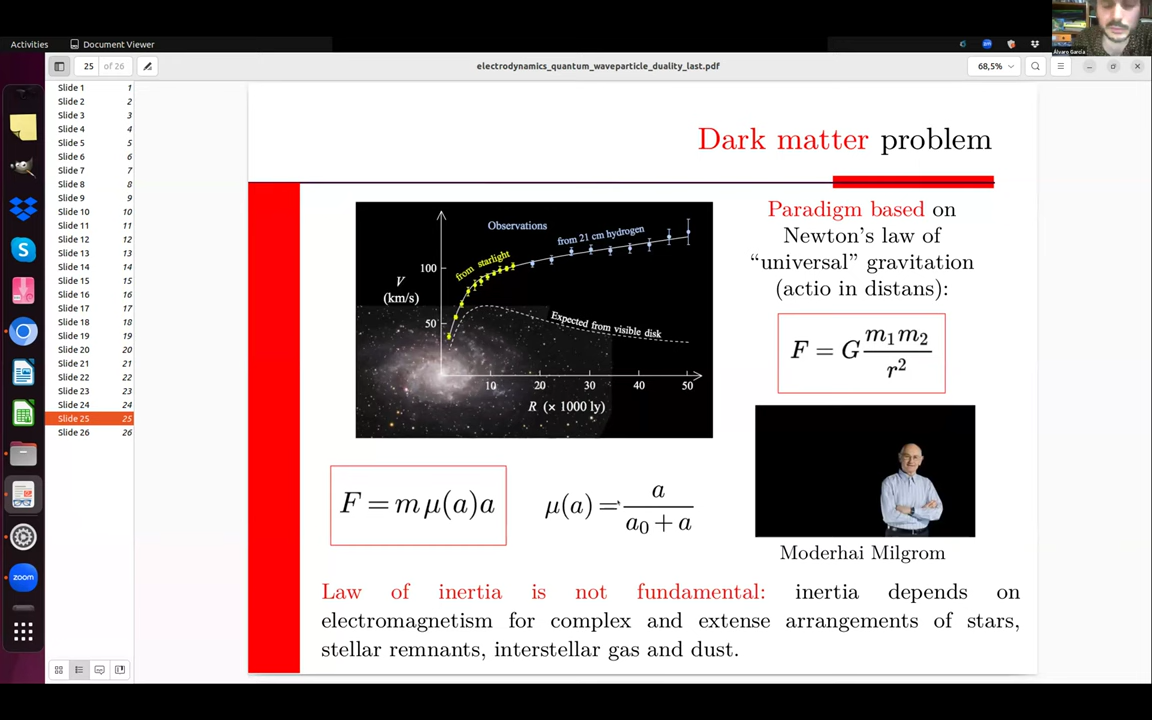 Activities
Document Viewer
Álvaro García
25 of 26
electrodynamics_quantum_waveparticle_duality_last.pdf
68,5%
Slide 1 1
Slide 2 2
Slide 3 3
Slide 4 4
Slide 5 5
Slide 6 6
Slide 7 7
Slide 8 8
Slide 9 9
Slide 10 10
Slide 11 11
Slide 12 12
Slide 13 13
Slide 14 14
Slide 15 15
Slide 16 16
Slide 17 17
Slide 18 18
Slide 19 19
Slide 20 20
Slide 21 21
Slide 22 22
Slide 23 23
Slide 24 24
Slide 25 25
Slide 26 26
zoom
Dark matter problem
Observations
from starlight
from 21 cm hydrogen
V
(km/s)
100
50
Expected from visible disk
10 20 30 40 50
R (× 1000 ly)
Paradigm based on
Newton's law of
“universal” gravitation
(actio in distans):
F = G m₁m₂ / r²
F = m μ(a)a
μ(a) = a / (a₀ + a)
Moderhai Milgrom
Law of inertia is not fundamental: inertia depends on
electromagnetism for complex and extense arrangements of stars,
stellar remnants, interstellar gas and dust.